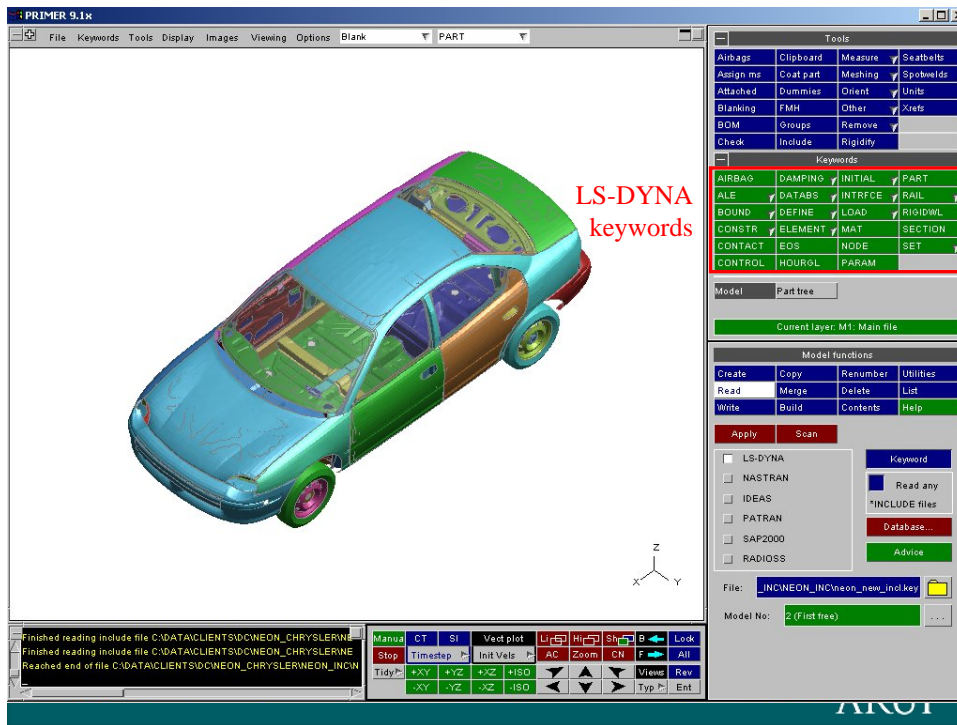 PRIMER 9.1x
File Keywords Tools Display Images Viewing Options Blank PART
Tools
Airbags Clipboard Measure Seatbelts
Assign ms Coat part Meshing Spotwelds
Attached Dummies Orient Units
Blanking FMH Other Xrefs
BOM Groups Remove
Check Include Rigidify
Keywords
AIRBAG DAMPING INITIAL PART
ALE DATABS INTRFCE RAIL
BOUND DEFINE LOAD RIGIDWL
CONSTR ELEMENT MAT SECTION
CONTACT EOS NODE SET
CONTROL HOURGL PARAM
LS-DYNA
keywords
Model Part tree
Current layer: M1: Main file
Model functions
Create Copy Renumber Utilities
Read Merge Delete List
Write Build Contents Help
Apply Scan
LS-DYNA Keyword
NASTRAN Read any
IDEAS *INCLUDE files
PATRAN Database...
SAP2000
RADIOSS Advice
File: _INC\NEON_INC\neon_new_incl.key
Model No: 2 (First free) ...
Z
X Y
Finished reading include file C:\DATA\CLIENTS\DC\NEON_CHRYSLER\NE
Finished reading include file C:\DATA\CLIENTS\DC\NEON_CHRYSLER\NE
Reached end of file C:\DATA\CLIENTS\DC\NEON_CHRYSLER\NEON_INC\N
Manua CT SI Vect plot Li Hi Sh B Lock
Stop Timestep Init Vels AC Zoom CN F All
Tidy +XY +YZ +XZ +ISO Views Rev
-XY -YZ -XZ -ISO Typ Ent
ARUP